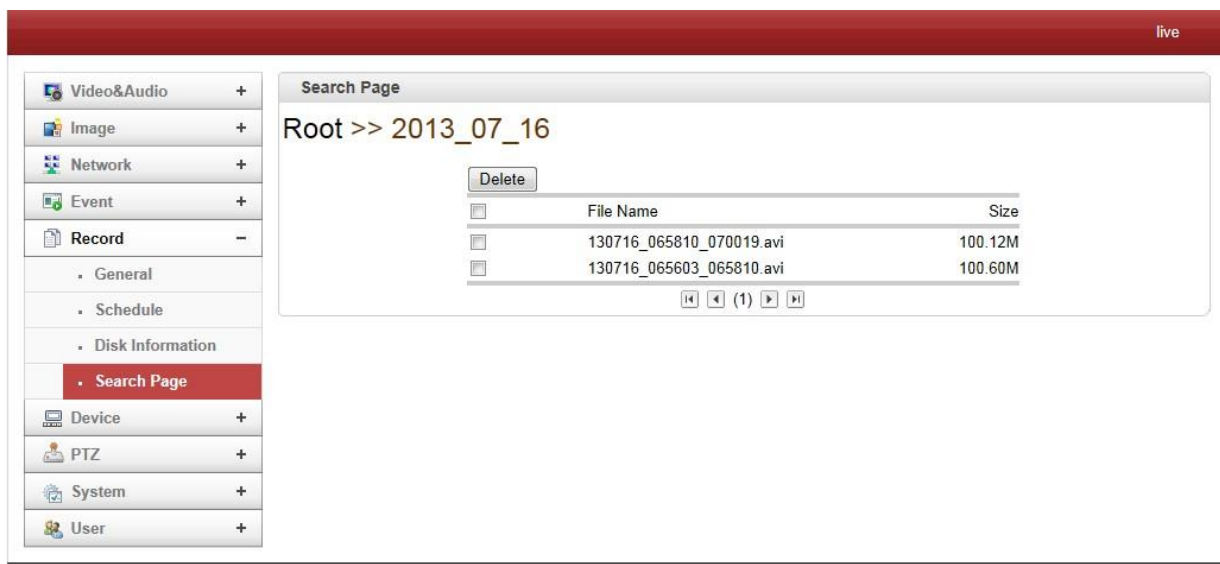 live
Video&Audio +
Image +
Network +
Event +
Record -
. General
. Schedule
. Disk Information
. Search Page
Device +
PTZ +
System +
User +
Search Page
Root >> 2013_07_16
Delete
File Name Size
130716_065810_070019.avi 100.12M
130716_065603_065810.avi 100.60M
(1)